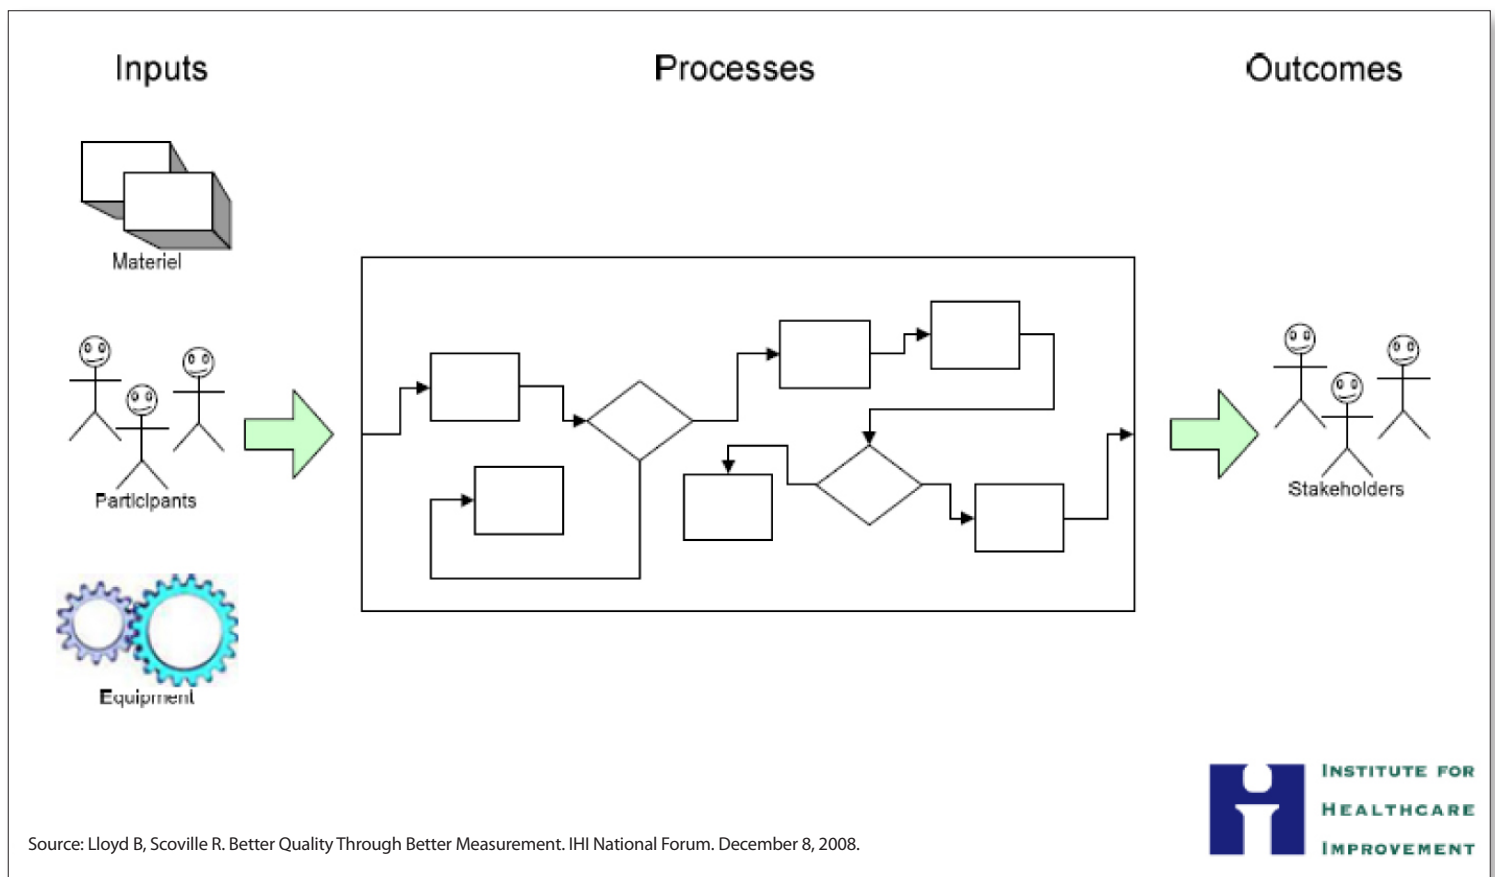 Inputs
Processes
Outcomes
Materiel
Participants
Stakeholders
Equipment
Source: Lloyd B, Scoville R. Better Quality Through Better Measurement. IHI National Forum. December 8, 2008.
INSTITUTE FOR
HEALTHCARE
IMPROVEMENT